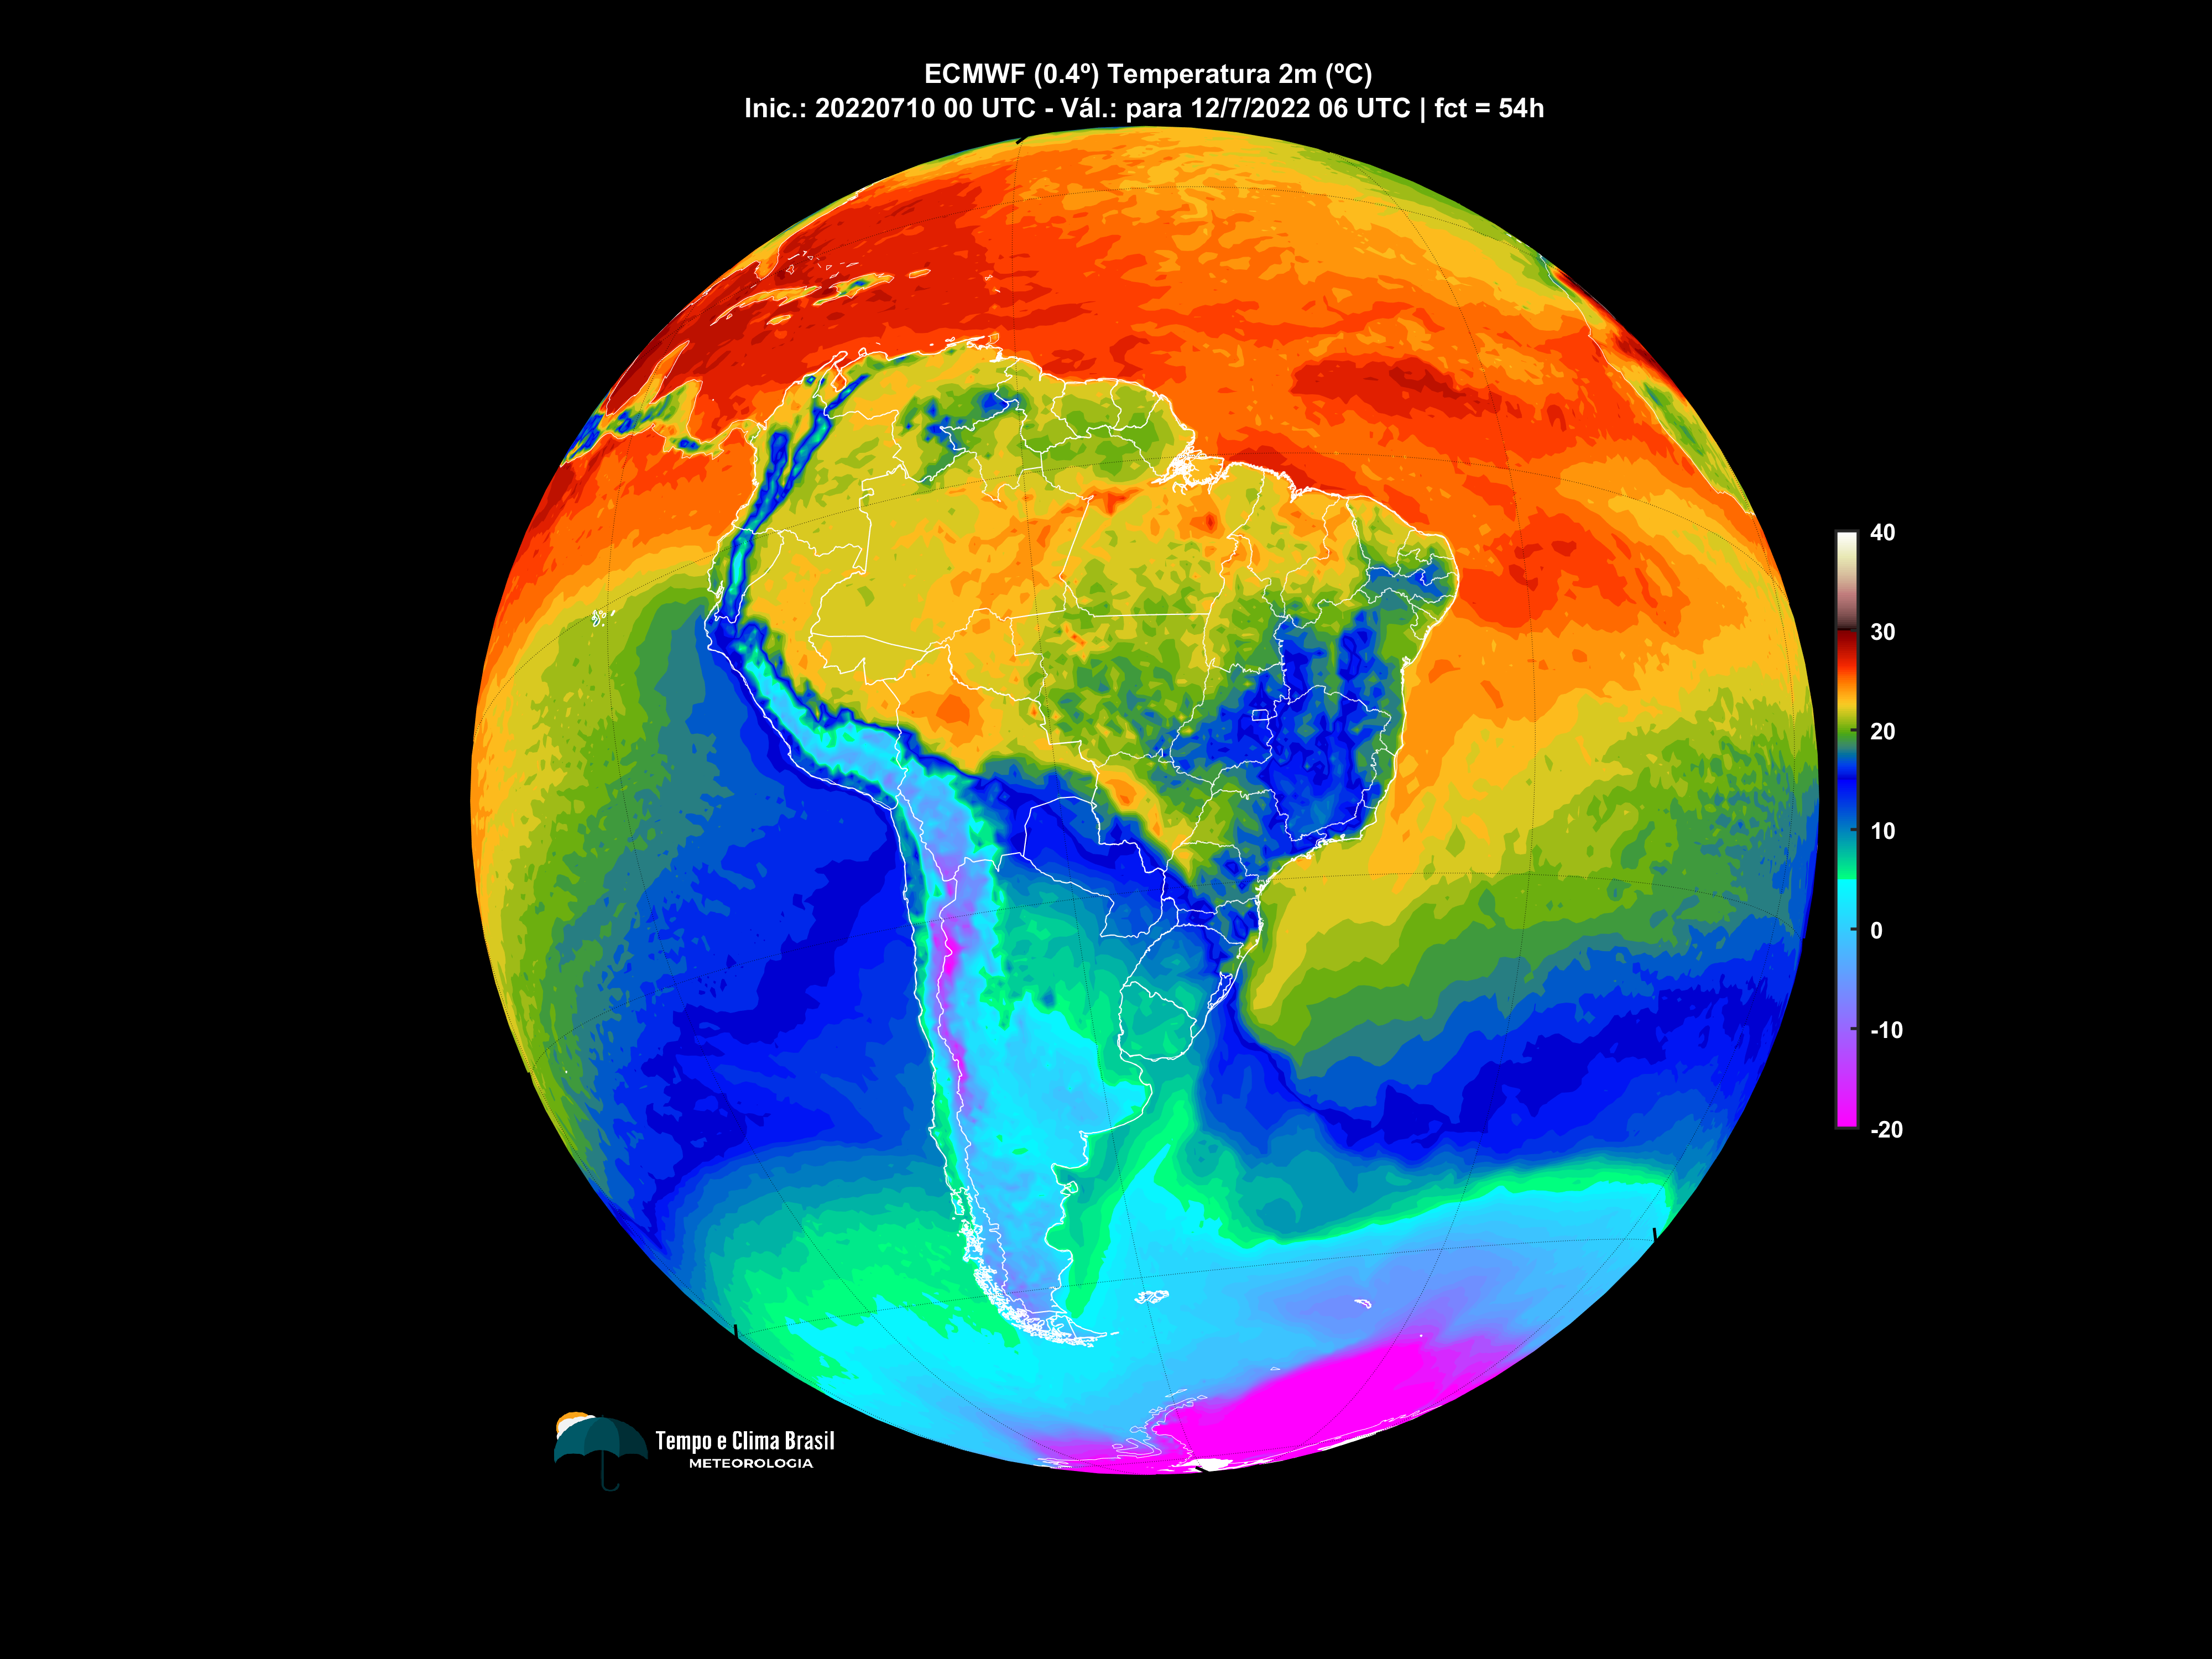 ECMWF (0.4º) Temperatura 2m (ºC)
Inic.: 20220710 00 UTC - Vál.: para 12/7/2022 06 UTC | fct = 54h
40
30
20
10
0
-10
-20
Tempo e Clima Brasil
METEOROLOGIA